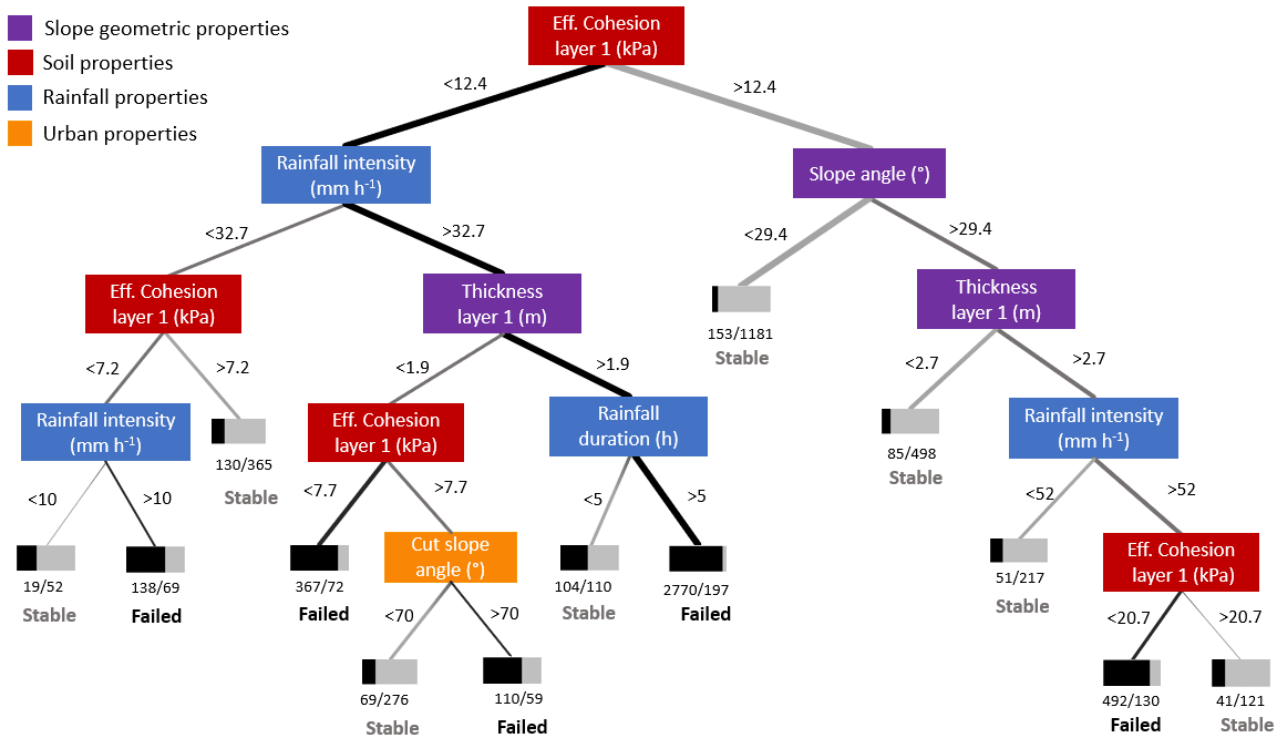 Slope geometric properties
Soil properties
Rainfall properties
Urban properties
Eff. Cohesion
layer 1 (kPa)
<12.4
>12.4
Rainfall intensity
(mm h⁻¹)
Slope angle (°)
<32.7
>32.7
<29.4
>29.4
Eff. Cohesion
layer 1 (kPa)
Thickness
layer 1 (m)
153/1181
Stable
Thickness
layer 1 (m)
<7.2
>7.2
<1.9
>1.9
<2.7
>2.7
Rainfall intensity
(mm h⁻¹)
130/365
Stable
Eff. Cohesion
layer 1 (kPa)
Rainfall
duration (h)
85/498
Stable
Rainfall intensity
(mm h⁻¹)
<10
>10
<7.7
>7.7
<5
>5
<52
>52
19/52
Stable
138/69
Failed
367/72
Failed
Cut slope
angle (°)
104/110
Stable
2770/197
Failed
51/217
Stable
Eff. Cohesion
layer 1 (kPa)
<70
>70
<20.7
>20.7
69/276
Stable
110/59
Failed
492/130
Failed
41/121
Stable